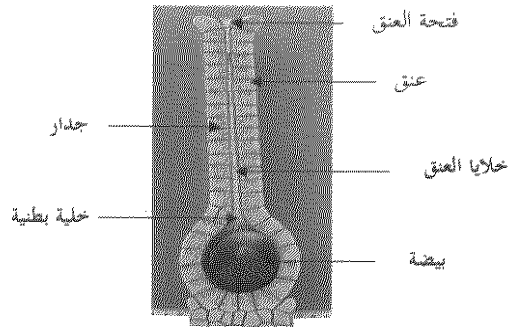 فتحة العنق
عنق
جدار
خلايا العنق
خلية بطنية
بيضة